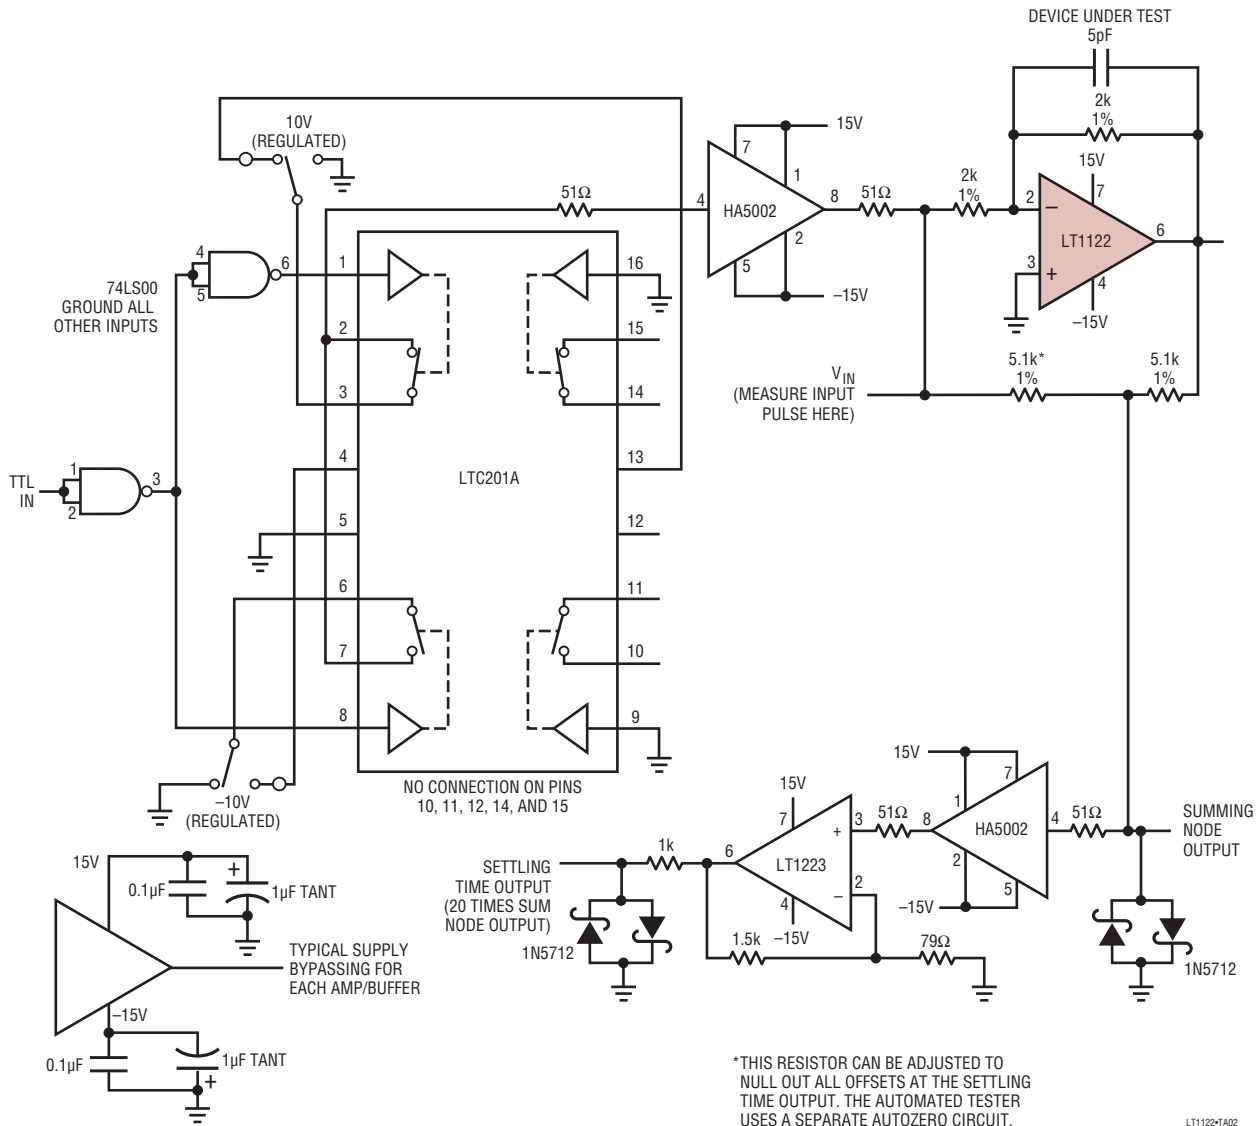 DEVICE UNDER TEST
5pF
2k
1%
10V
(REGULATED)
15V
7
4
HA5002
1
8
2
5
–15V
51Ω
51Ω
2k
1%
15V
2
–
7
LT1122
6
3
+
4
–15V
4
5
6
74LS00
GROUND ALL
OTHER INPUTS
1
16
2
15
3
14
4
13
LTC201A
5
12
6
11
7
10
8
9
TTL
IN
1
2
3
VIN
(MEASURE INPUT
PULSE HERE)
5.1k*
1%
5.1k
1%
–10V
(REGULATED)
NO CONNECTION ON PINS
10, 11, 12, 14, AND 15
15V
7
1
8
HA5002
4
2
5
–15V
51Ω
51Ω
SUMMING
NODE
OUTPUT
1N5712
15V
7
+
3
LT1223
6
2
–
4
–15V
1k
SETTLING
TIME OUTPUT
(20 TIMES SUM
NODE OUTPUT)
1N5712
1.5k
79Ω
15V
0.1µF
+
1µF TANT
TYPICAL SUPPLY
BYPASSING FOR
EACH AMP/BUFFER
–15V
0.1µF
1µF TANT
+
*THIS RESISTOR CAN BE ADJUSTED TO
NULL OUT ALL OFFSETS AT THE SETTLING
TIME OUTPUT. THE AUTOMATED TESTER
USES A SEPARATE AUTOZERO CIRCUIT.
LT1122•TA02